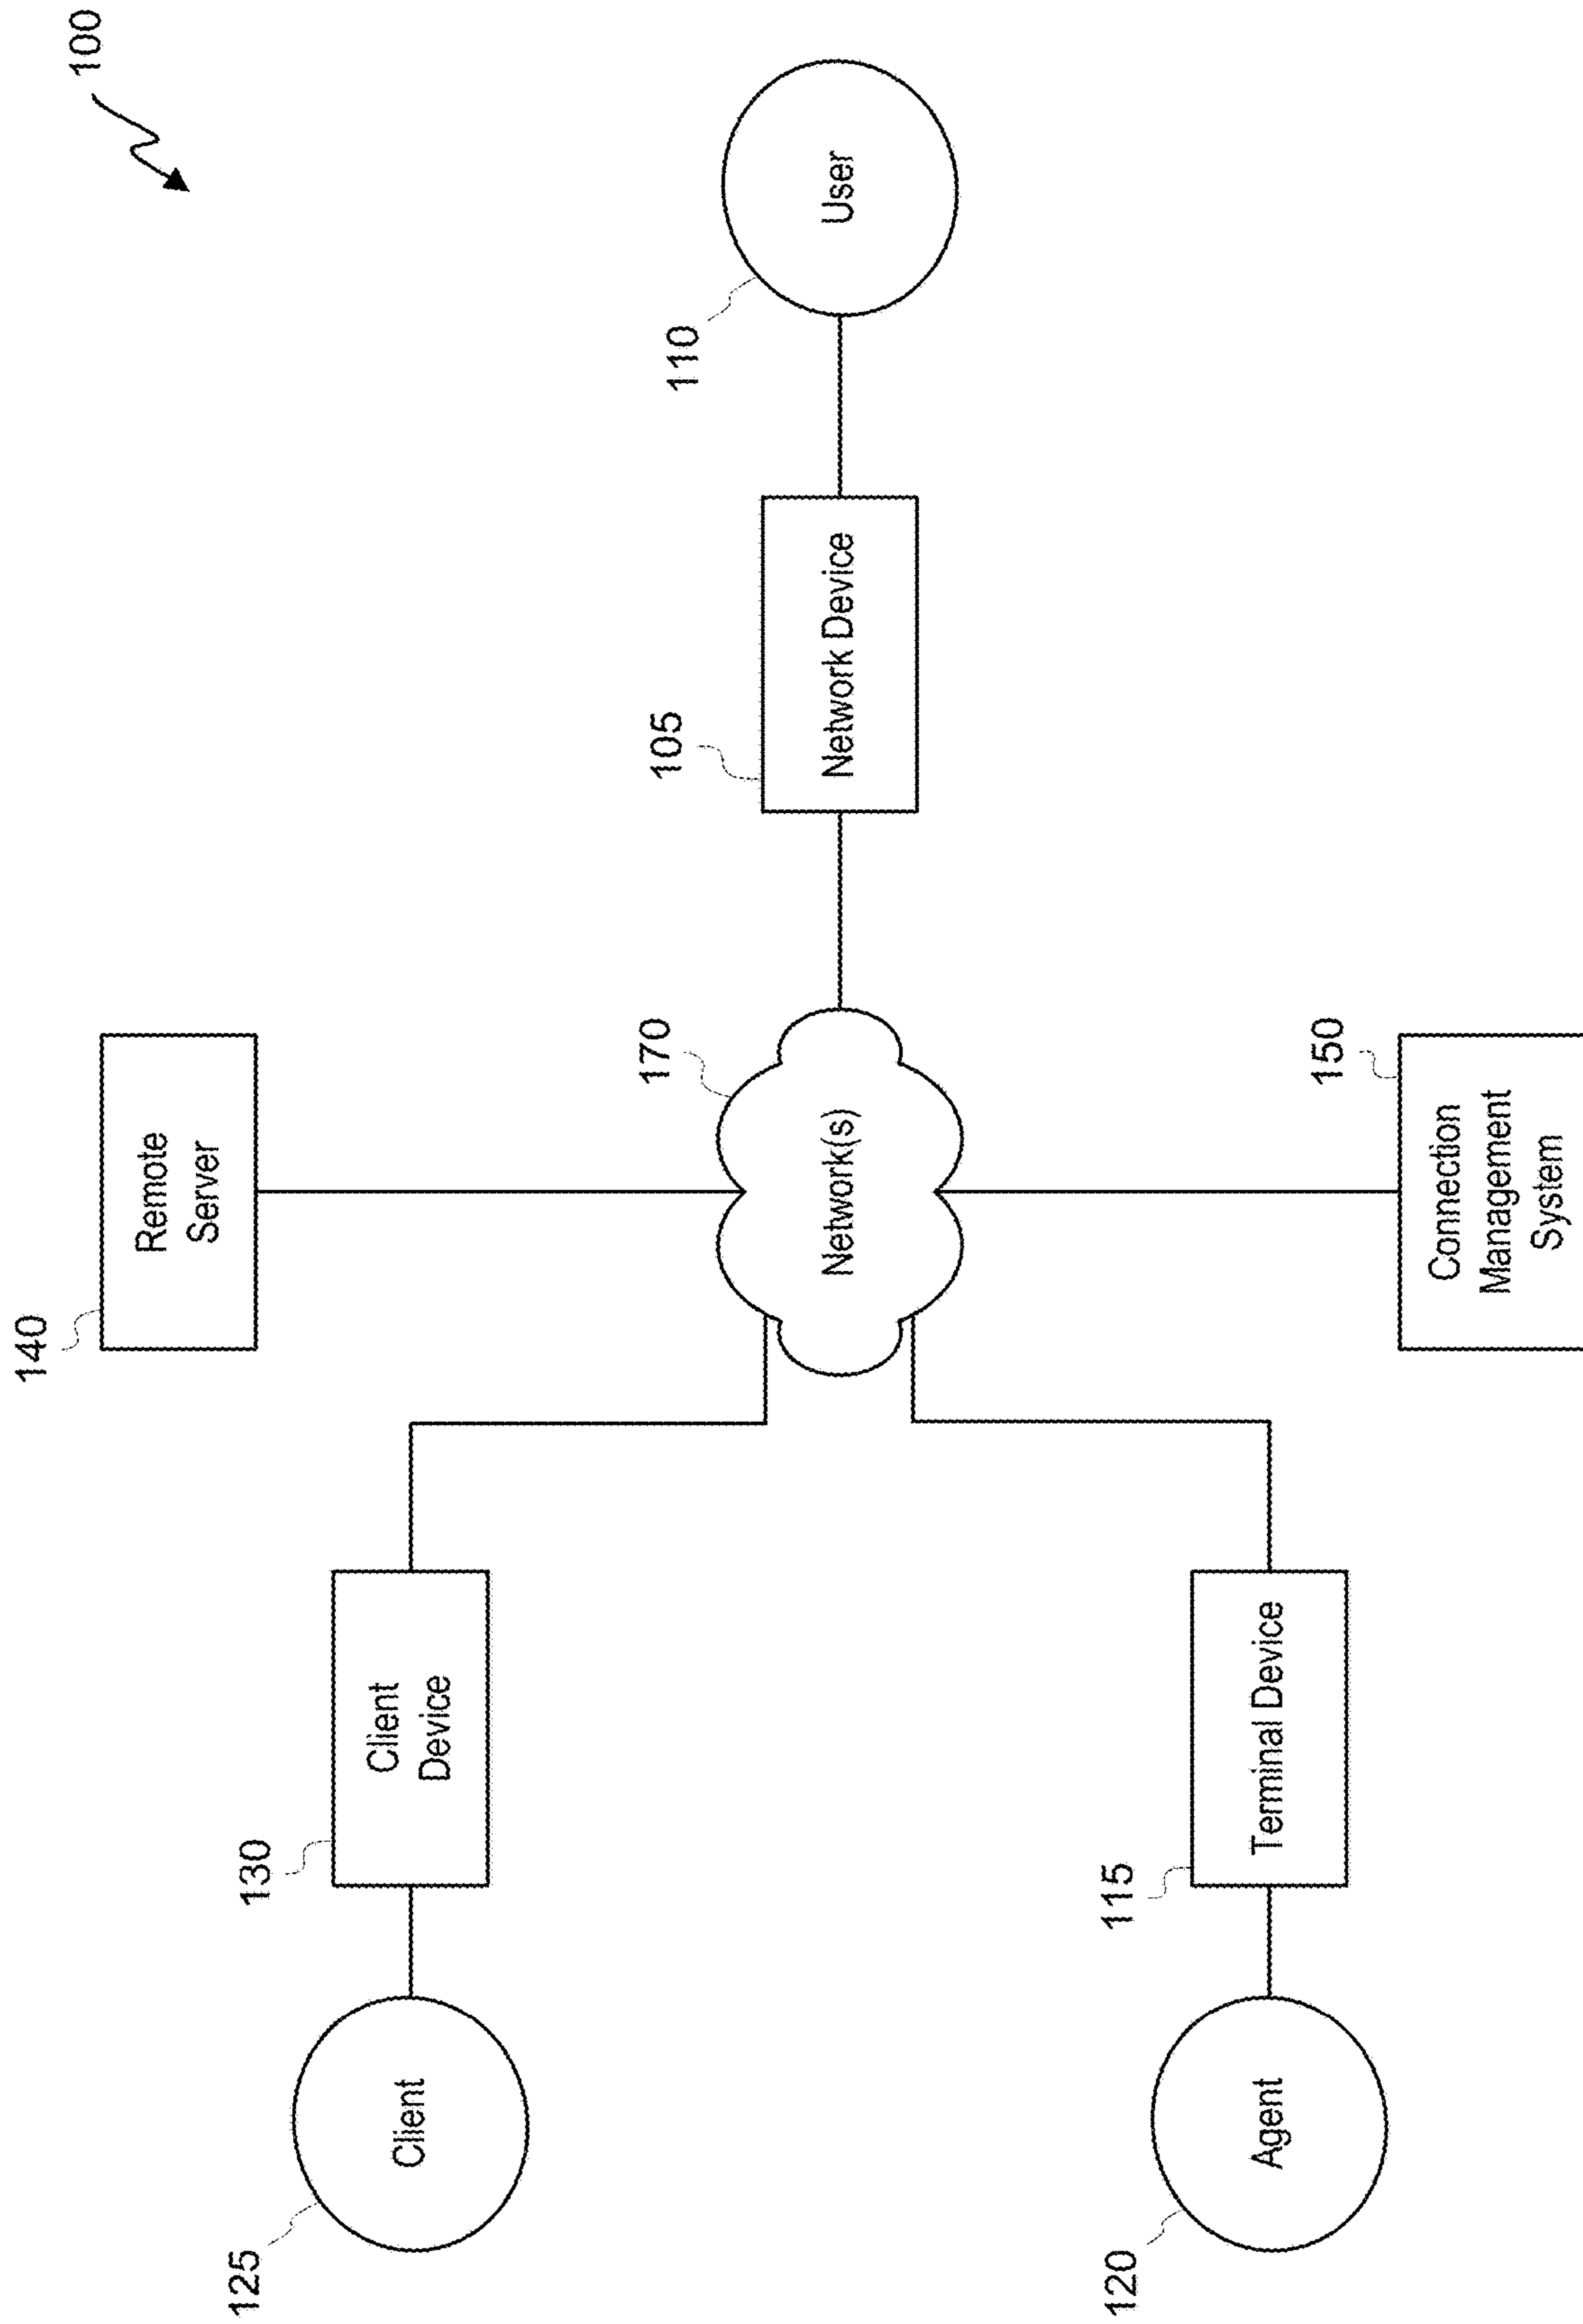 100
140
Remote
Server
130
Client
Device
125
Client
170
Network(s)
105
Network Device
110
User
115
Terminal Device
120
Agent
150
Connection
Management
System